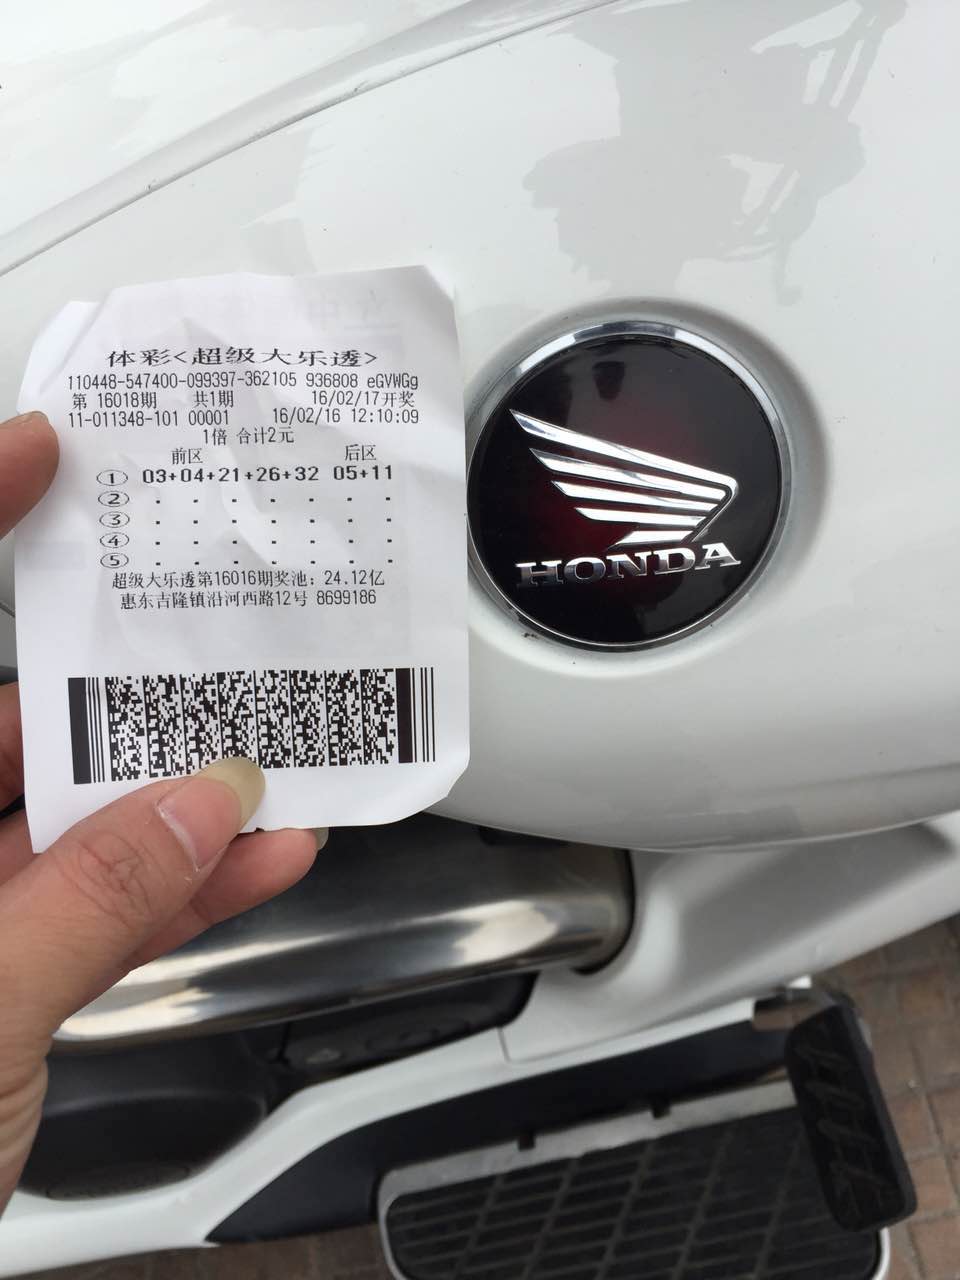 体彩<超级大乐透>
110448-547400-099397-362105 936808 eGVWGg
第 16018期 共1期 16/02/17开奖
11-011348-101 00001 16/02/16 12:10:09
1倍 合计2元
前区 后区
① 03+04+21+26+32 05+11
② · · · · · · ·
③ · · · · · · ·
④ · · · · · · ·
⑤ · · · · · · ·
超级大乐透第16016期奖池：24.12亿
惠东吉隆镇沿河西路12号 8699186
HONDA